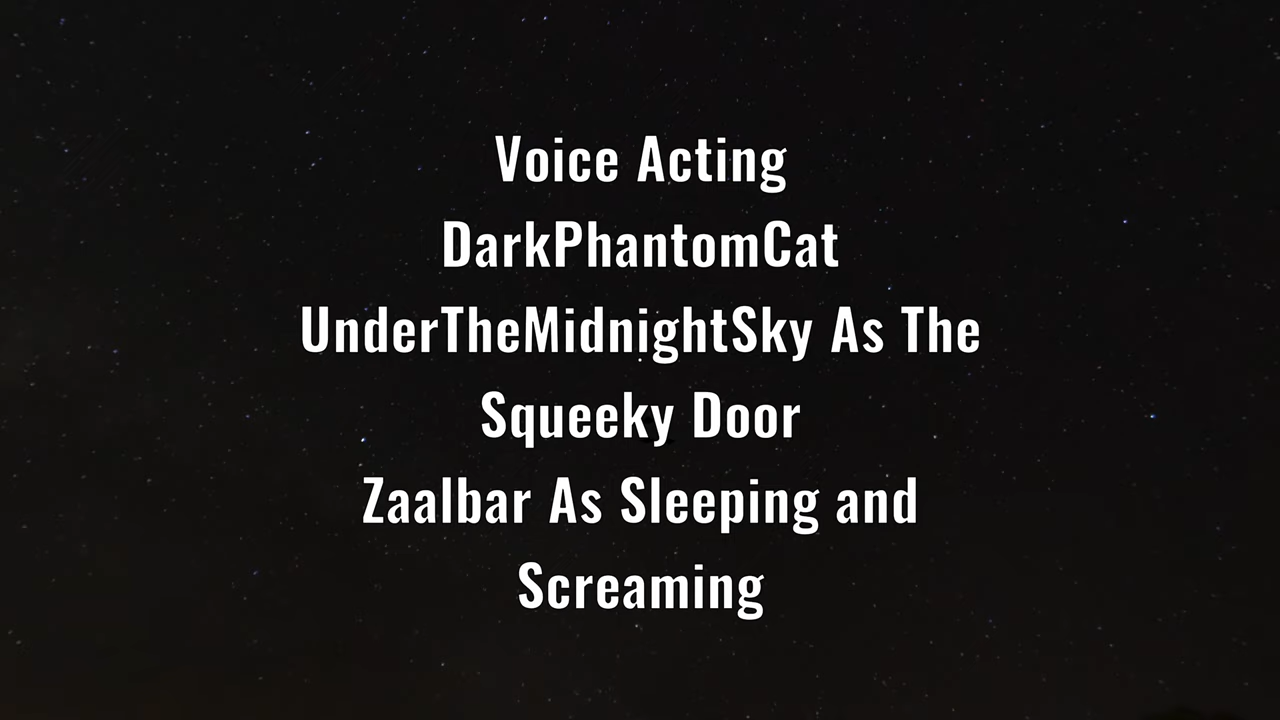 Voice Acting
DarkPhantomCat
UnderTheMidnightSky As The
Squeeky Door
Zaalbar As Sleeping and
Screaming